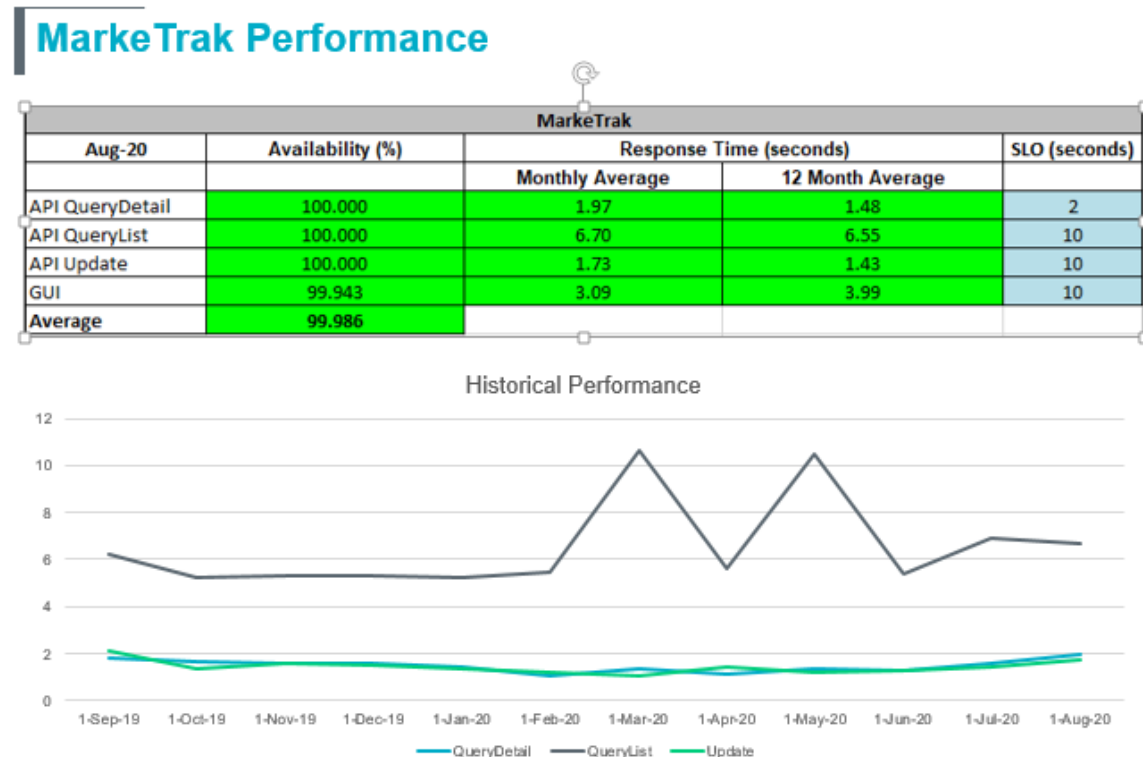 MarkeTrak Performance
MarkeTrak
Aug-20 Availability (%) Response Time (seconds) SLO (seconds)
Monthly Average 12 Month Average
API QueryDetail 100.000 1.97 1.48 2
API QueryList 100.000 6.70 6.55 10
API Update 100.000 1.73 1.43 10
GUI 99.943 3.09 3.99 10
Average 99.986
Historical Performance
12
10
8
6
4
2
0
1-Sep-19 1-Oct-19 1-Nov-19 1-Dec-19 1-Jan-20 1-Feb-20 1-Mar-20 1-Apr-20 1-May-20 1-Jun-20 1-Jul-20 1-Aug-20
QueryDetail QueryList Update